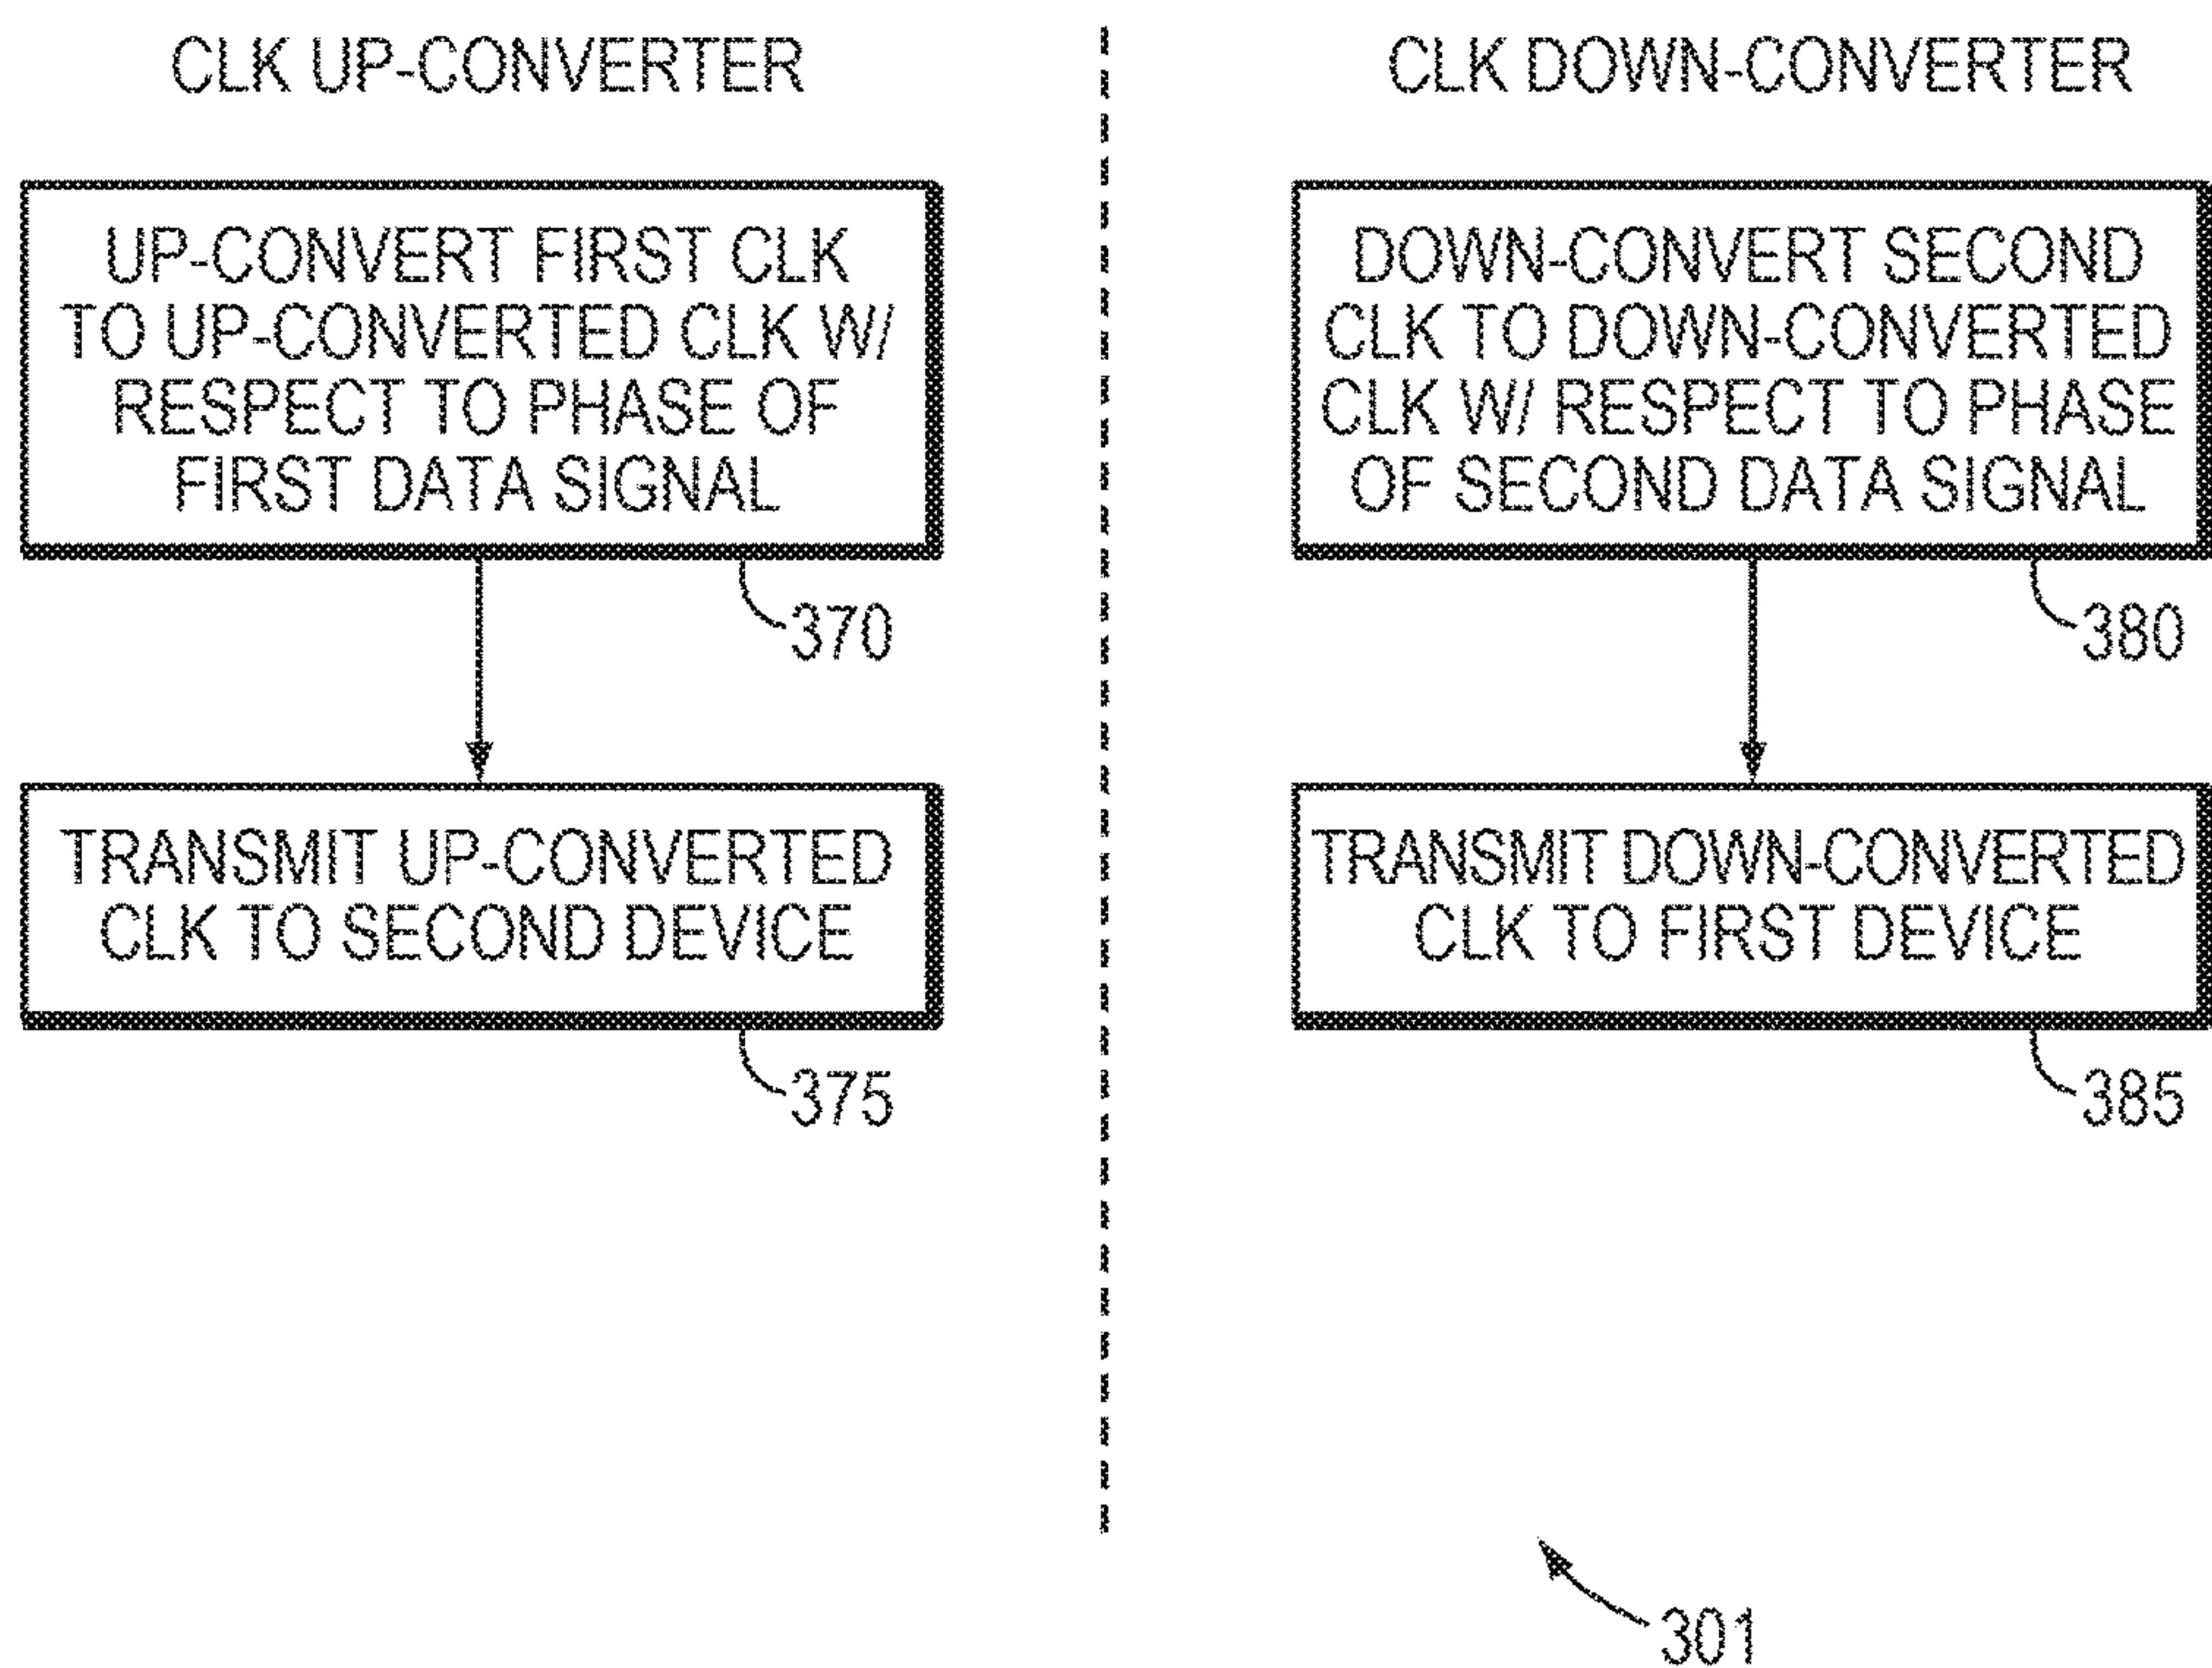 CLK UP-CONVERTER
UP-CONVERT FIRST CLK
TO UP-CONVERTED CLK W/
RESPECT TO PHASE OF
FIRST DATA SIGNAL
370
TRANSMIT UP-CONVERTED
CLK TO SECOND DEVICE
375
CLK DOWN-CONVERTER
DOWN-CONVERT SECOND
CLK TO DOWN-CONVERTED
CLK W/ RESPECT TO PHASE
OF SECOND DATA SIGNAL
380
TRANSMIT DOWN-CONVERTED
CLK TO FIRST DEVICE
385
301